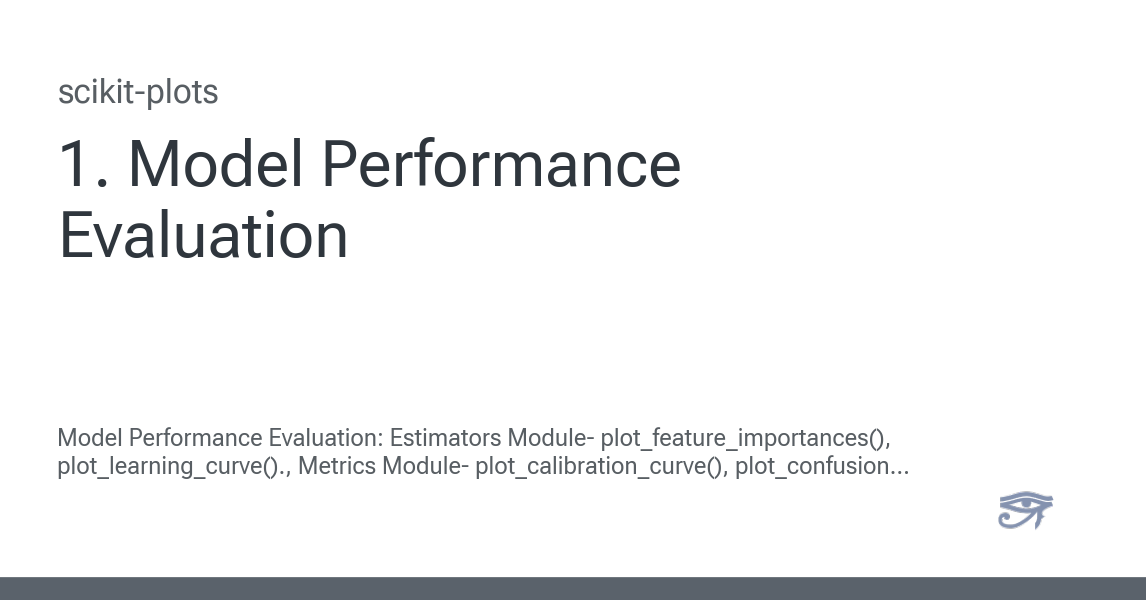 scikit-plots
1. Model Performance
Evaluation
Model Performance Evaluation: Estimators Module- plot_feature_importances(),
plot_learning_curve()., Metrics Module- plot_calibration_curve(), plot_confusion...